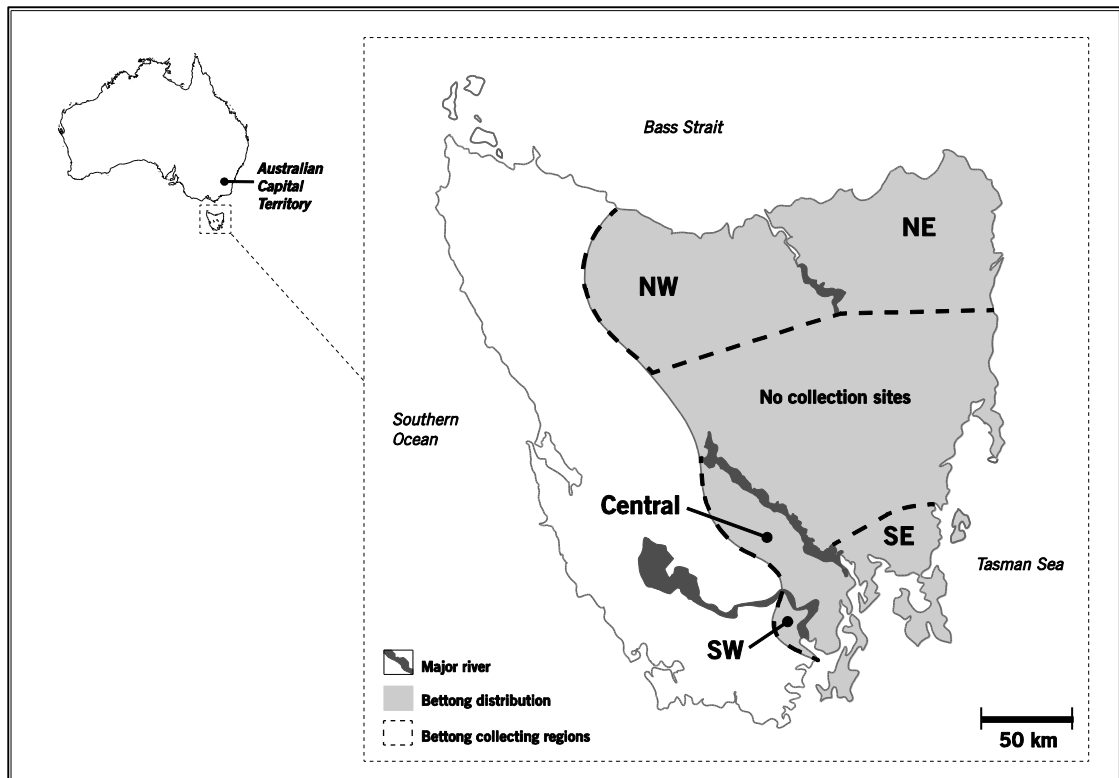 Australian
Capital
Territory
Bass Strait
NE
NW
No collection sites
Southern
Ocean
Central
SE
Tasman Sea
SW
Major river
Bettong distribution
Bettong collecting regions
50 km